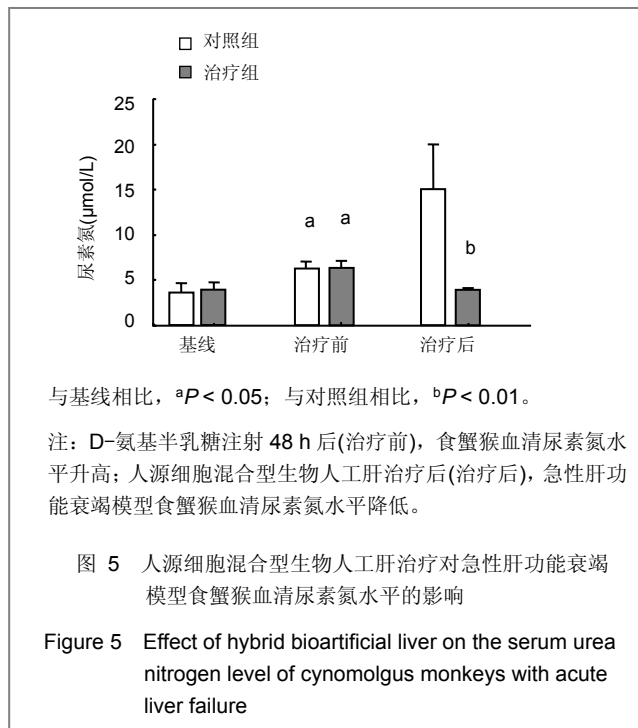 对照组
治疗组
尿素氮(μmol/L)
25
20
15
10
5
0
a
a
b
基线
治疗前
治疗后
与基线相比，ᵃP < 0.05；与对照组相比，ᵇP < 0.01。
注：D-氨基半乳糖注射 48 h 后(治疗前)，食蟹猴血清尿素氮水
平升高；人源细胞混合型生物人工肝治疗后(治疗后)，急性肝功
能衰竭模型食蟹猴血清尿素氮水平降低。
图 5 人源细胞混合型生物人工肝治疗对急性肝功能衰竭
模型食蟹猴血清尿素氮水平的影响
Figure 5 Effect of hybrid bioartificial liver on the serum urea
nitrogen level of cynomolgus monkeys with acute
liver failure